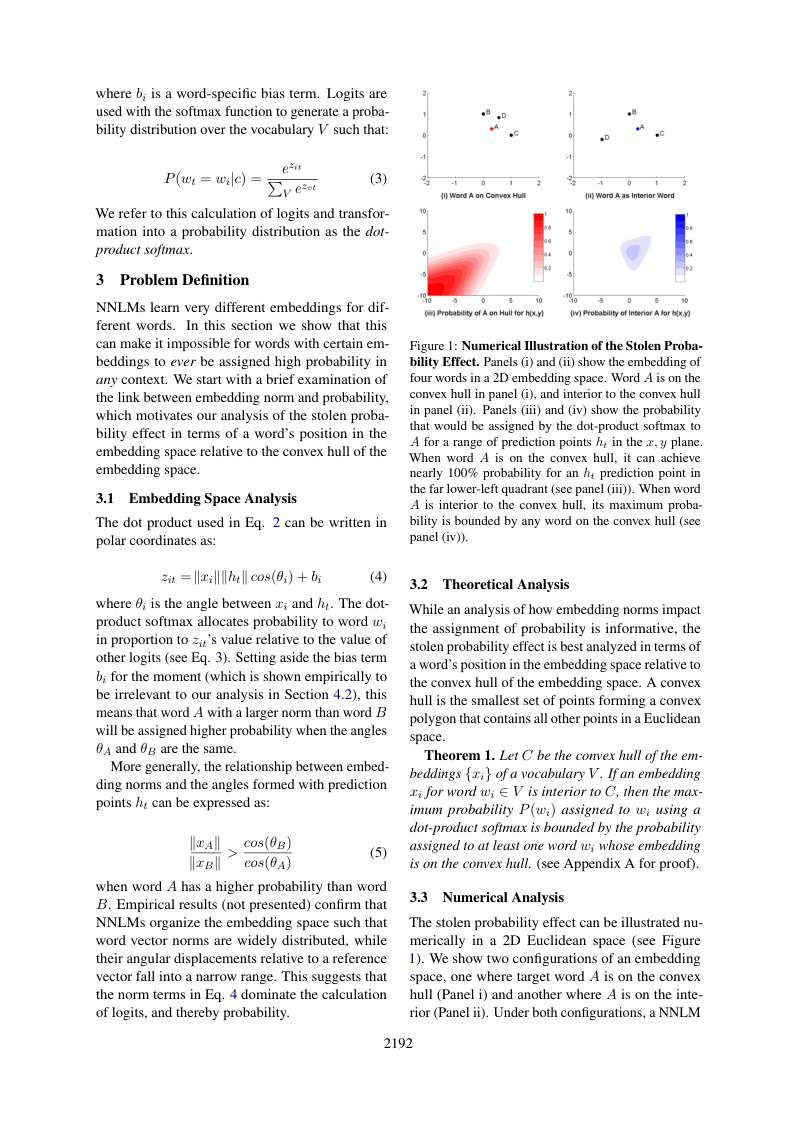 where b_i is a word-specific bias term. Logits are
used with the softmax function to generate a proba-
bility distribution over the vocabulary V such that:
P(w_t = w_i|c) = e^{z_{it}} / ∑_V e^{z_{vt}} (3)
We refer to this calculation of logits and transfor-
mation into a probability distribution as the dot-
product softmax.
3 Problem Definition
NNLMs learn very different embeddings for dif-
ferent words. In this section we show that this
can make it impossible for words with certain em-
beddings to ever be assigned high probability in
any context. We start with a brief examination of
the link between embedding norm and probability,
which motivates our analysis of the stolen proba-
bility effect in terms of a word's position in the
embedding space relative to the convex hull of the
embedding space.
3.1 Embedding Space Analysis
The dot product used in Eq. 2 can be written in
polar coordinates as:
z_{it} = ‖x_i‖‖h_t‖ cos(θ_i) + b_i (4)
where θ_i is the angle between x_i and h_t. The dot-
product softmax allocates probability to word w_i
in proportion to z_{it}'s value relative to the value of
other logits (see Eq. 3). Setting aside the bias term
b_i for the moment (which is shown empirically to
be irrelevant to our analysis in Section 4.2), this
means that word A with a larger norm than word B
will be assigned higher probability when the angles
θ_A and θ_B are the same.
More generally, the relationship between embed-
ding norms and the angles formed with prediction
points h_t can be expressed as:
‖x_A‖ / ‖x_B‖ > cos(θ_B) / cos(θ_A) (5)
when word A has a higher probability than word
B. Empirical results (not presented) confirm that
NNLMs organize the embedding space such that
word vector norms are widely distributed, while
their angular displacements relative to a reference
vector fall into a narrow range. This suggests that
the norm terms in Eq. 4 dominate the calculation
of logits, and thereby probability.
2
1
0
-1
-2
-2 -1 0 1 2
B
D
A
C
(i) Word A on Convex Hull
2
1
0
-1
-2
-2 -1 0 1 2
B
A
C
D
(ii) Word A as Interior Word
10
5
0
-5
-10
-10 -5 0 5 10
1
0.8
0.6
0.4
0.2
(iii) Probability of A on Hull for h(x,y)
10
5
0
-5
-10
-10 -5 0 5 10
1
0.8
0.6
0.4
0.2
(iv) Probability of Interior A for h(x,y)
Figure 1: Numerical Illustration of the Stolen Proba-
bility Effect. Panels (i) and (ii) show the embedding of
four words in a 2D embedding space. Word A is on the
convex hull in panel (i), and interior to the convex hull
in panel (ii). Panels (iii) and (iv) show the probability
that would be assigned by the dot-product softmax to
A for a range of prediction points h_t in the x, y plane.
When word A is on the convex hull, it can achieve
nearly 100% probability for an h_t prediction point in
the far lower-left quadrant (see panel (iii)). When word
A is interior to the convex hull, its maximum proba-
bility is bounded by any word on the convex hull (see
panel (iv)).
3.2 Theoretical Analysis
While an analysis of how embedding norms impact
the assignment of probability is informative, the
stolen probability effect is best analyzed in terms of
a word's position in the embedding space relative to
the convex hull of the embedding space. A convex
hull is the smallest set of points forming a convex
polygon that contains all other points in a Euclidean
space.
Theorem 1. Let C be the convex hull of the em-
beddings {x_i} of a vocabulary V. If an embedding
x_i for word w_i ∈ V is interior to C, then the max-
imum probability P(w_i) assigned to w_i using a
dot-product softmax is bounded by the probability
assigned to at least one word w_i whose embedding
is on the convex hull. (see Appendix A for proof).
3.3 Numerical Analysis
The stolen probability effect can be illustrated nu-
merically in a 2D Euclidean space (see Figure
1). We show two configurations of an embedding
space, one where target word A is on the convex
hull (Panel i) and another where A is on the inte-
rior (Panel ii). Under both configurations, a NNLM
2192